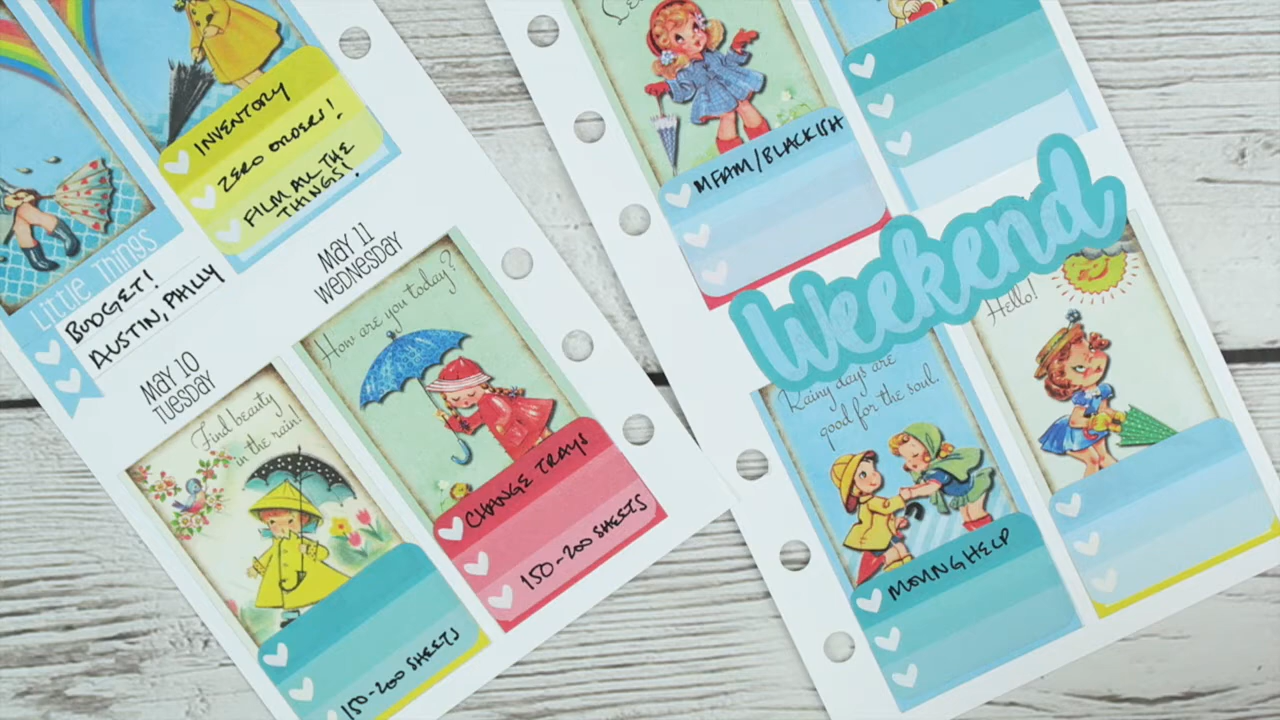 INVENTORY
ZERO ORDERS!
FILM ALL THE
THINGS!
Little Things
BUDGET!
AUSTIN, PHILLY
MAY 10
TUESDAY
Find beauty
in the rain!
150-200 SHEETS
MAY 11
WEDNESDAY
How are you today?
CHANGE TRAYS
150-200 SHEETS
MFAM/BLACKISH
Weekend
Rainy days are
good for the soul.
MOVING HELP
Hello!